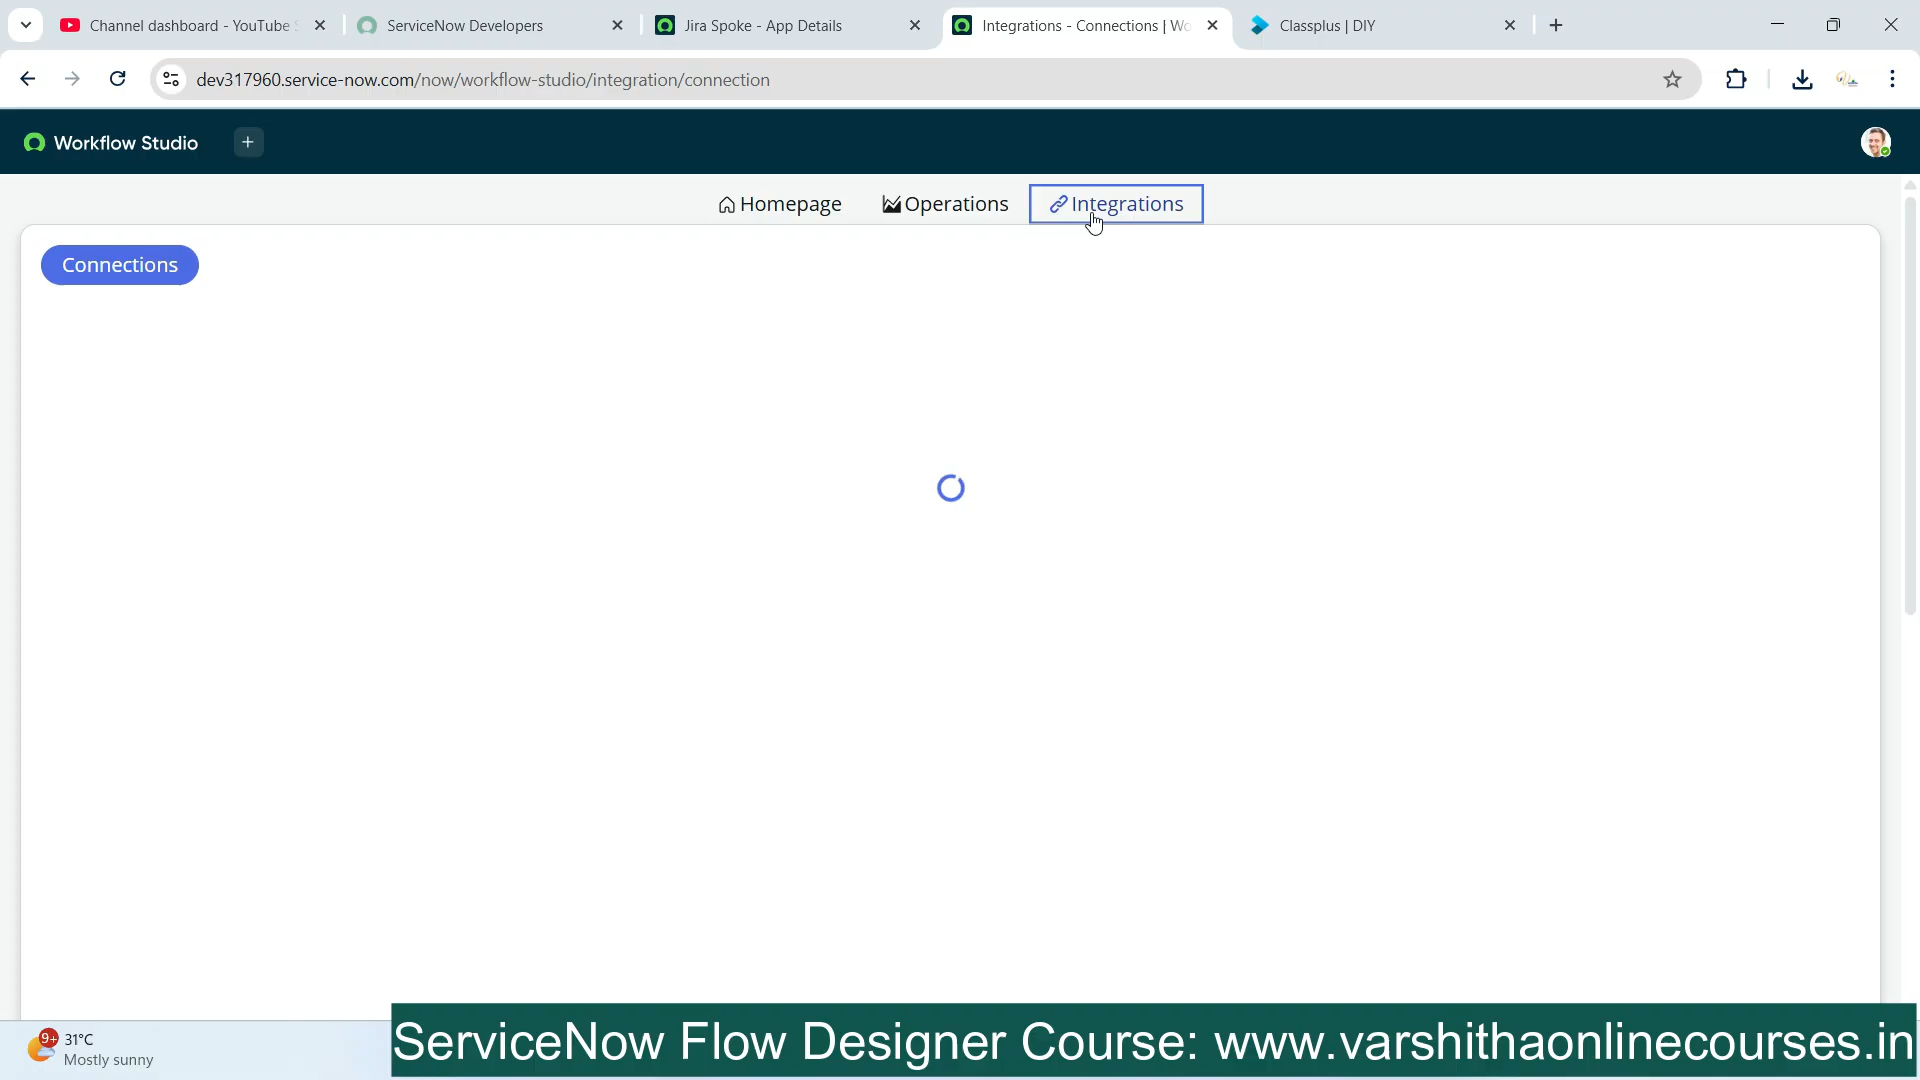 Channel dashboard - YouTube
ServiceNow Developers
Jira Spoke - App Details
Integrations - Connections | Wo
Classplus | DIY
dev317960.service-now.com/now/workflow-studio/integration/connection
Workflow Studio
Homepage
Operations
Integrations
Connections
9+
31°C
Mostly sunny
ServiceNow Flow Designer Course: www.varshithaonlinecourses.in